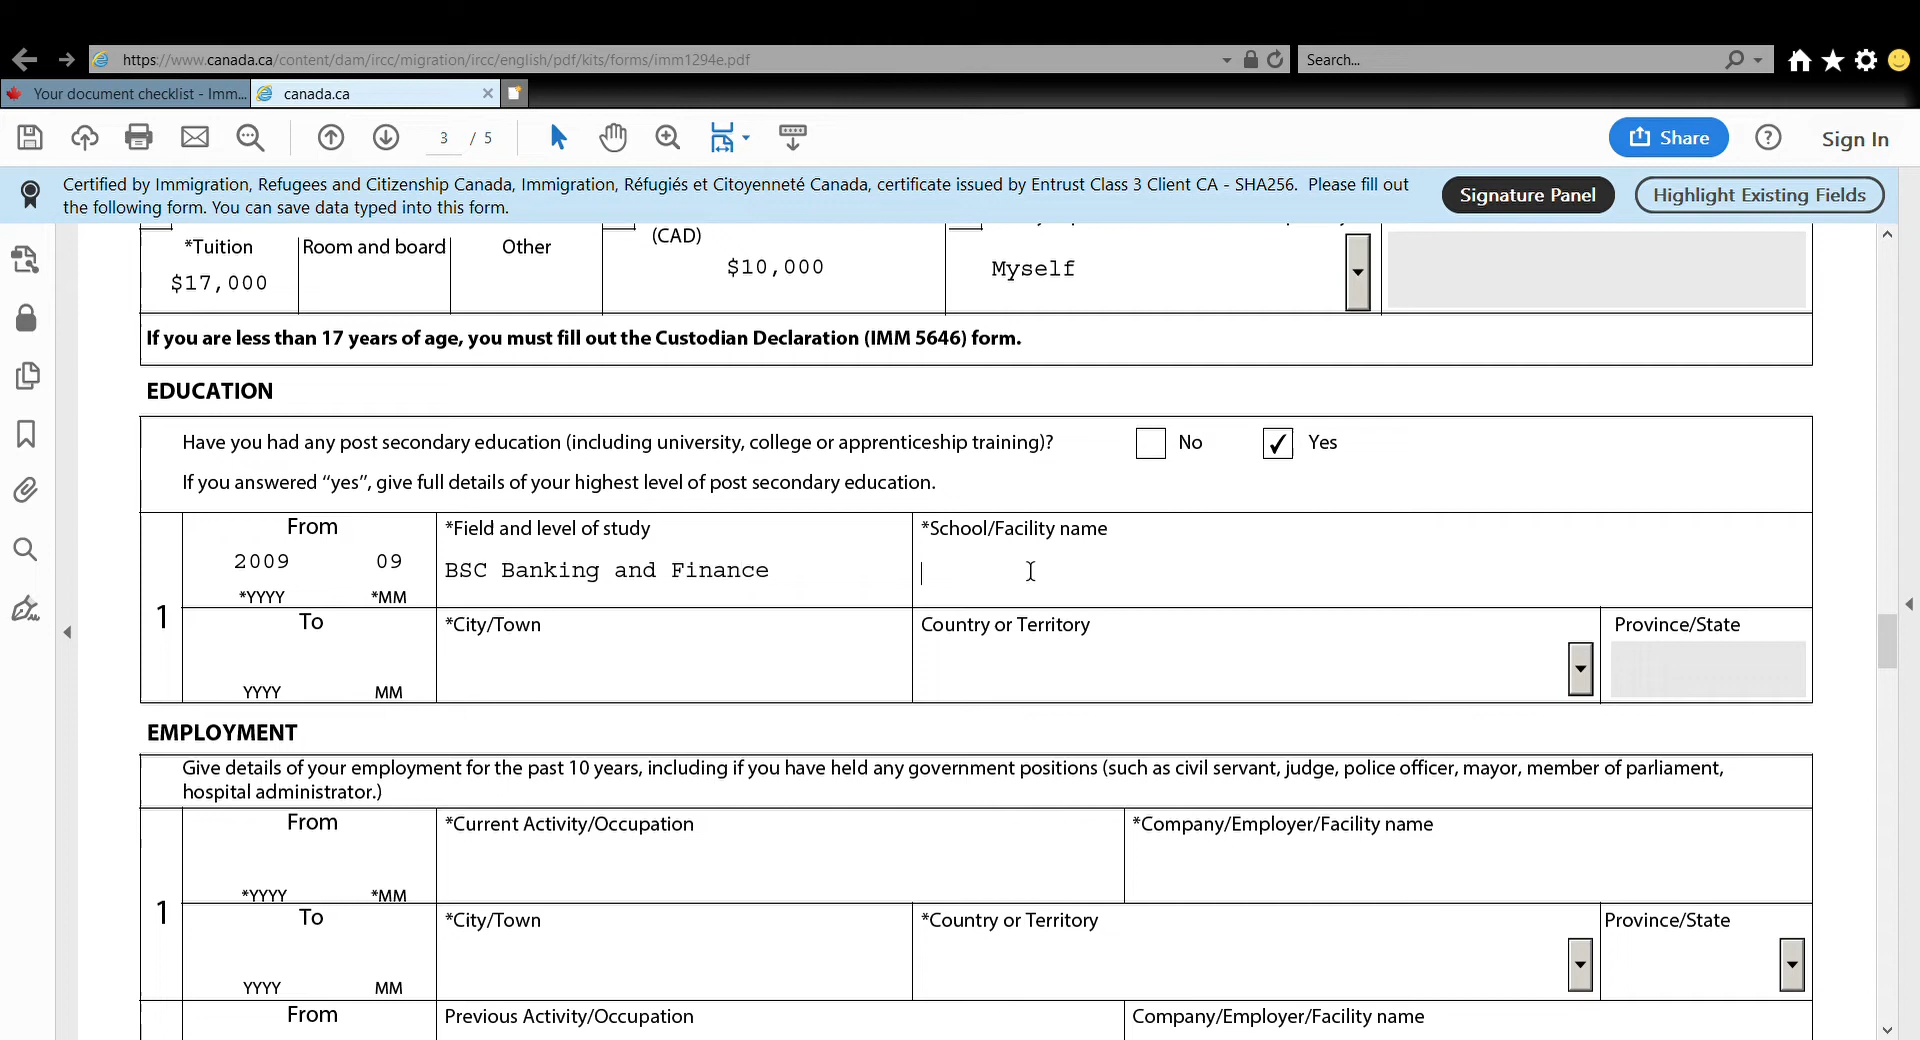 https://www.canada.ca/content/dam/ircc/migration/ircc/english/pdf/kits/forms/imm1294e.pdf
Search...
Your document checklist - Imm...
canada.ca
3 / 5
Share
Sign In
Certified by Immigration, Refugees and Citizenship Canada, Immigration, Réfugiés et Citoyenneté Canada, certificate issued by Entrust Class 3 Client CA - SHA256. Please fill out
the following form. You can save data typed into this form.
Signature Panel
Highlight Existing Fields
*Tuition
Room and board
Other
(CAD)
$17,000
$10,000
Myself
If you are less than 17 years of age, you must fill out the Custodian Declaration (IMM 5646) form.
EDUCATION
Have you had any post secondary education (including university, college or apprenticeship training)?
No
Yes
If you answered “yes”, give full details of your highest level of post secondary education.
1
From
2009 09
*YYYY *MM
*Field and level of study
BSC Banking and Finance
*School/Facility name
To
YYYY MM
*City/Town
Country or Territory
Province/State
EMPLOYMENT
Give details of your employment for the past 10 years, including if you have held any government positions (such as civil servant, judge, police officer, mayor, member of parliament,
hospital administrator.)
1
From
*YYYY *MM
*Current Activity/Occupation
*Company/Employer/Facility name
To
YYYY MM
*City/Town
*Country or Territory
Province/State
From
Previous Activity/Occupation
Company/Employer/Facility name